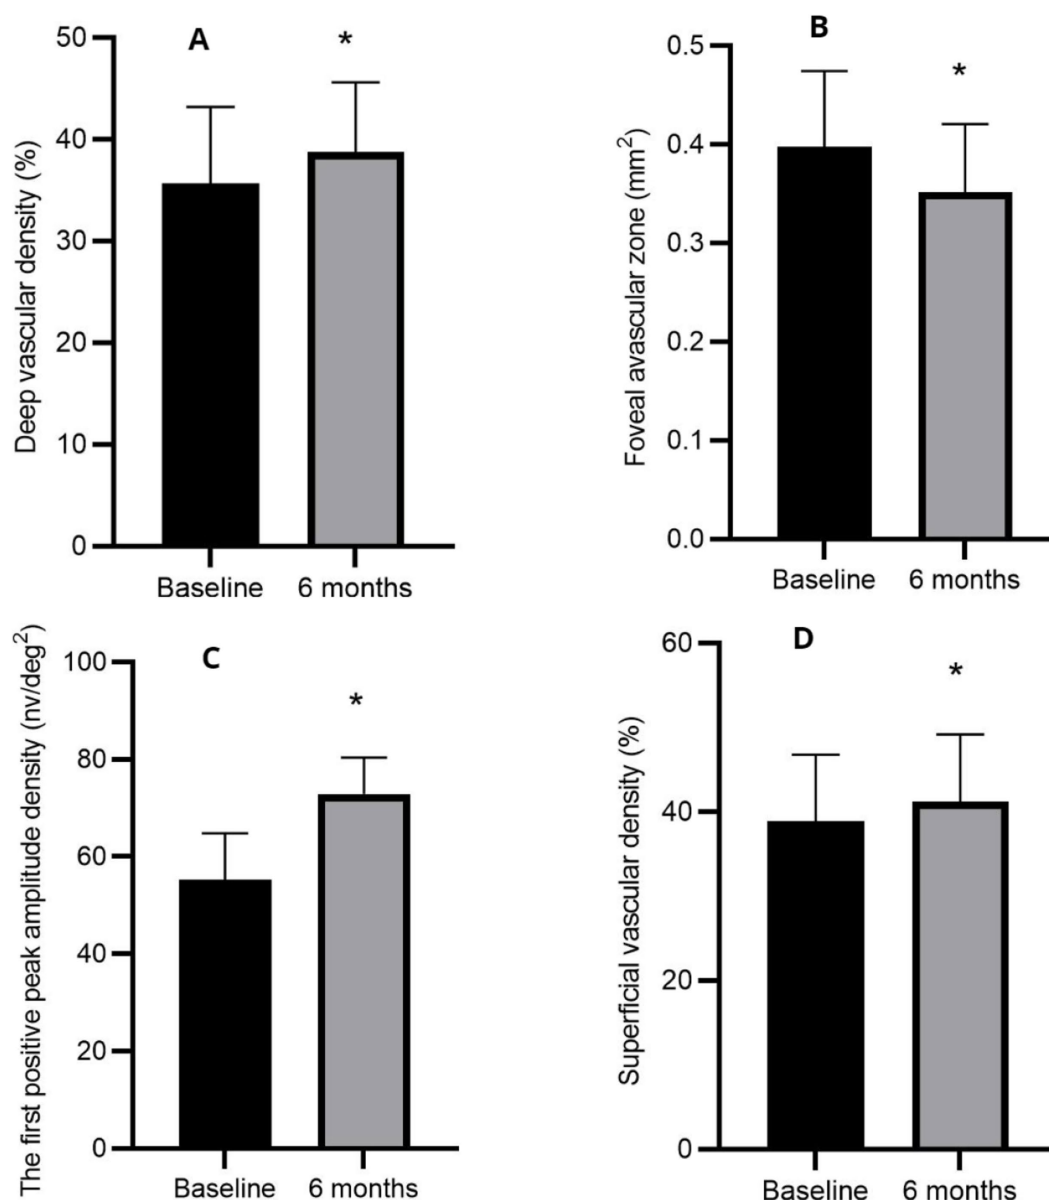 A
*
Deep vascular density (%)
50
40
30
20
10
0
Baseline
6 months
B
*
Foveal avascular zone (mm²)
0.5
0.4
0.3
0.2
0.1
0.0
Baseline
6 months
C
*
The first positive peak amplitude density (nv/deg²)
100
80
60
40
20
0
Baseline
6 months
D
*
Superficial vascular density (%)
60
40
20
0
Baseline
6 months